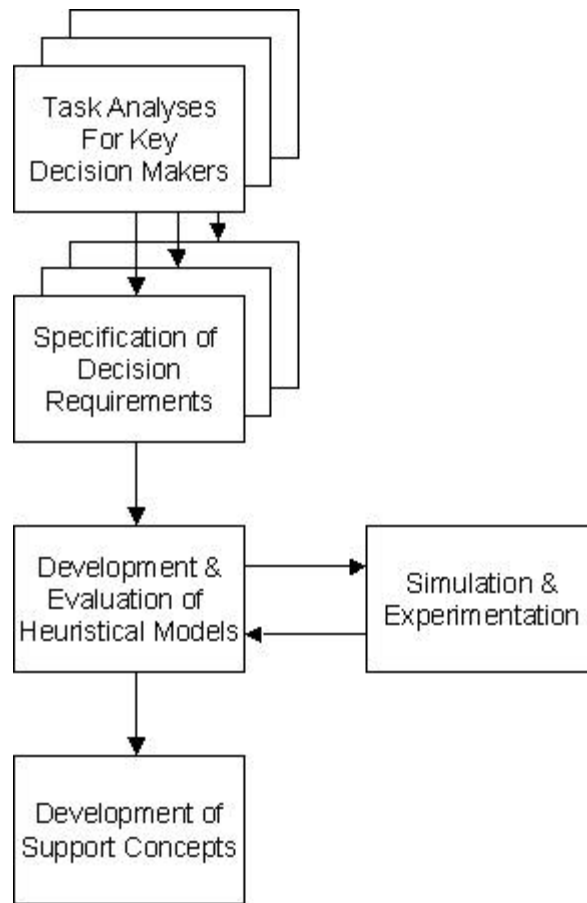 Task Analyses
For Key
Decision Makers
Specification of
Decision
Requirements
Development &
Evaluation of
Heuristical Models
Simulation &
Experimentation
Development of
Support Concepts